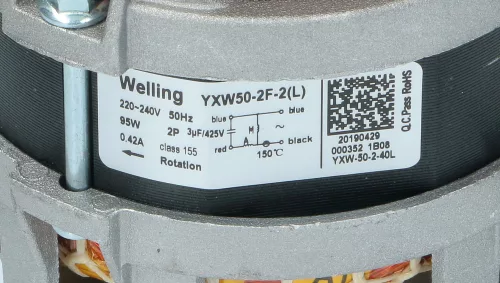 Welling YXW50-2F-2(L)
220~240V 50Hz
95W 2P 3µF/425V
0.42A class 155
← Rotation
blue blue
M ~
red A black
150℃
20190429
000352 1B08
YXW-50-2-40L
Q.C.Pass RoHS